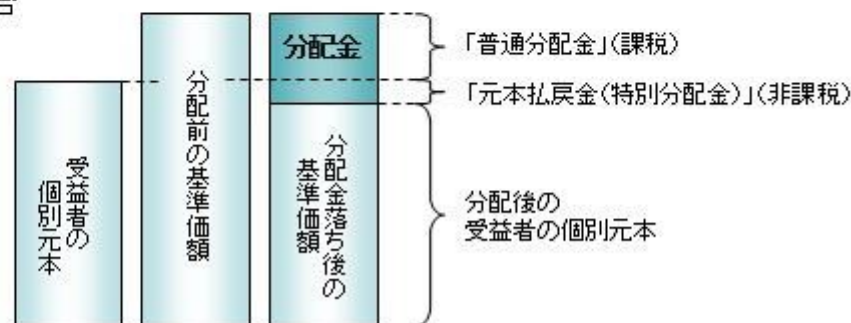 受益者の
個別元本
分配前の基準価額
分配金
分配金落ち後の
基準価額
「普通分配金」(課税)
「元本払戻金(特別分配金)」(非課税)
分配後の
受益者の個別元本